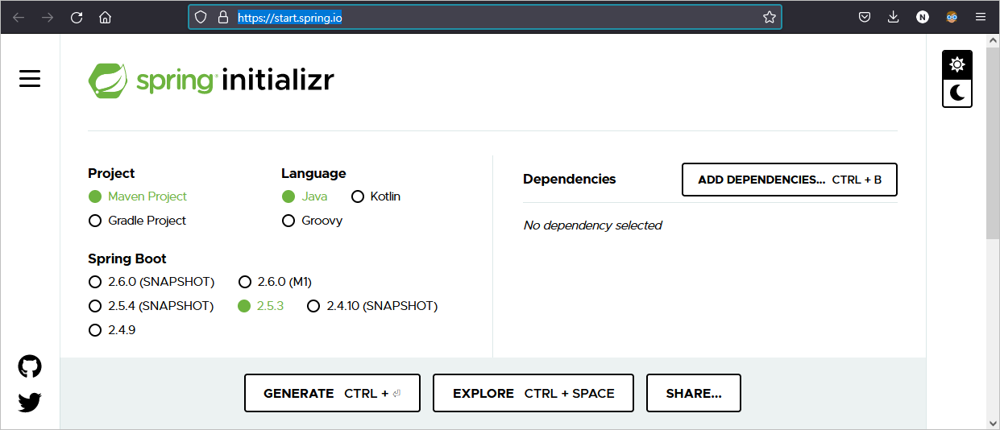 https://start.spring.io
N
spring initializr
Project
Maven Project
Gradle Project
Language
Java Kotlin
Groovy
Spring Boot
2.6.0 (SNAPSHOT) 2.6.0 (M1)
2.5.4 (SNAPSHOT) 2.5.3 2.4.10 (SNAPSHOT)
2.4.9
Dependencies
ADD DEPENDENCIES... CTRL + B
No dependency selected
GENERATE CTRL + ⏎
EXPLORE CTRL + SPACE
SHARE...